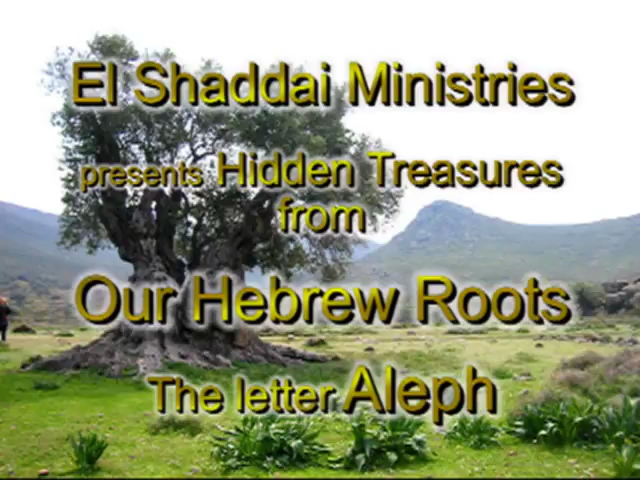 El Shaddai Ministries
presents Hidden Treasures
from
Our Hebrew Roots
The letter Aleph